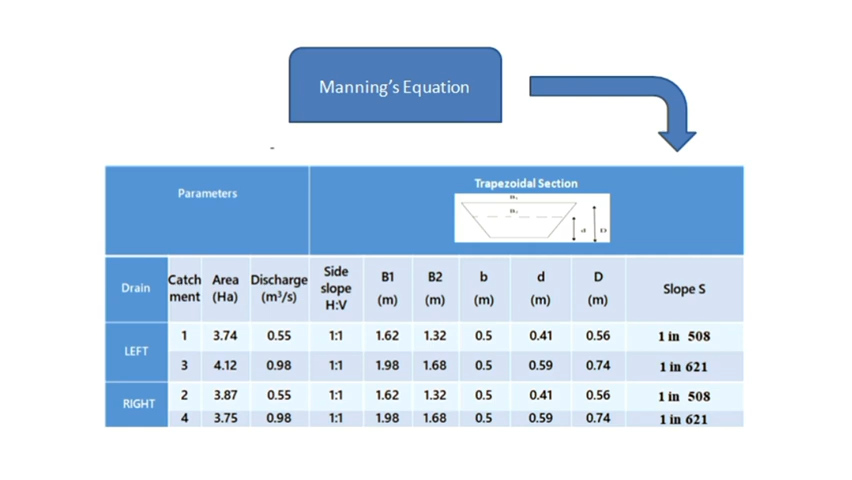 Manning's Equation
-
Parameters
Trapezoidal Section
B₁
B₂
d D
Drain Catch ment Area (Ha) Discharge (m³/s) Side slope H:V B1 (m) B2 (m) b (m) d (m) D (m) Slope S
LEFT
1 3.74 0.55 1:1 1.62 1.32 0.5 0.41 0.56 1 in 508
3 4.12 0.98 1:1 1.98 1.68 0.5 0.59 0.74 1 in 621
RIGHT
2 3.87 0.55 1:1 1.62 1.32 0.5 0.41 0.56 1 in 508
4 3.75 0.98 1:1 1.98 1.68 0.5 0.59 0.74 1 in 621